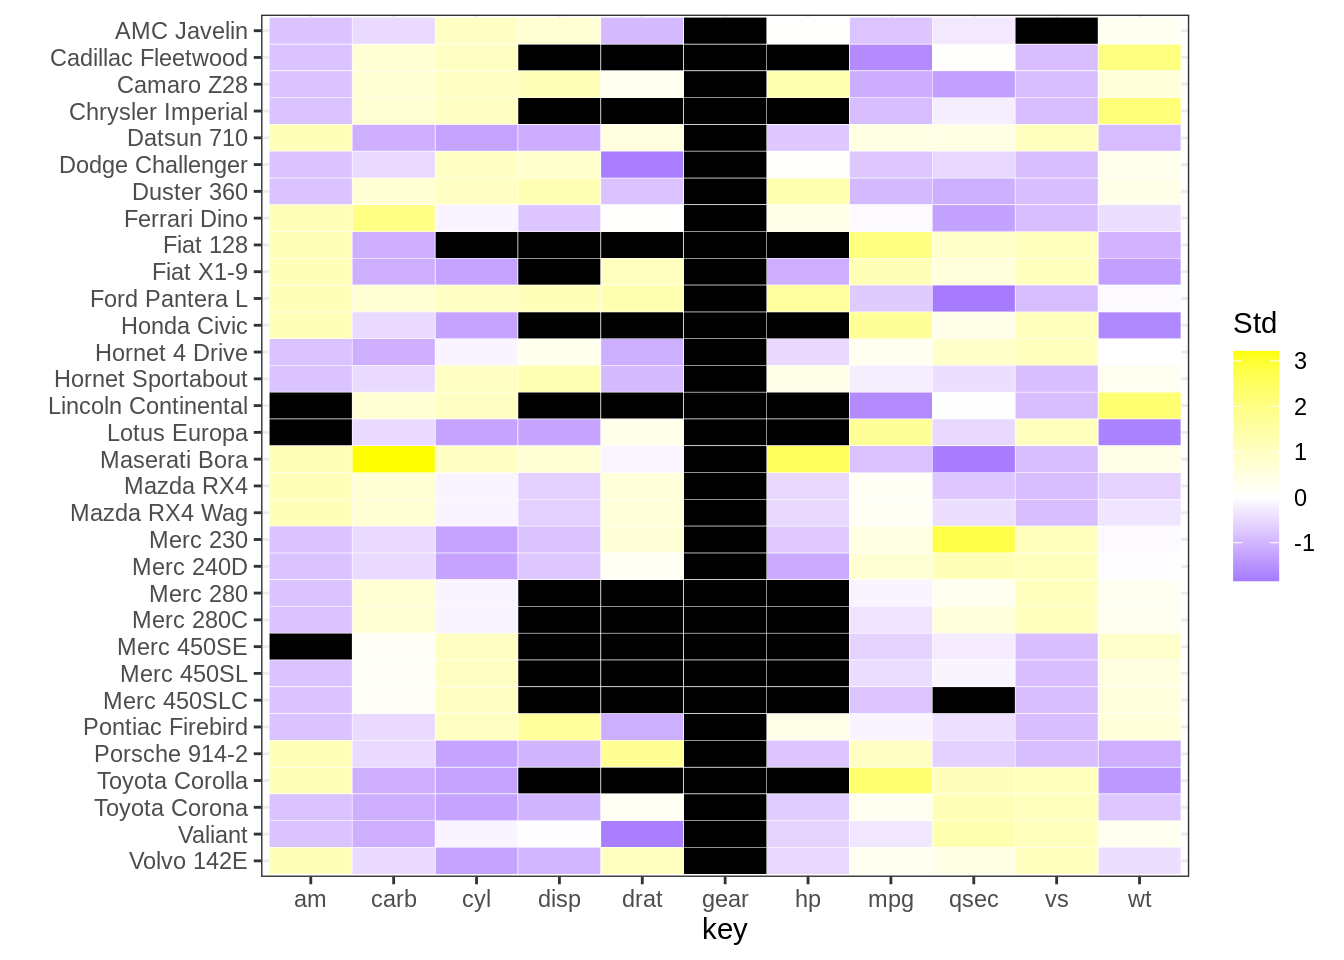 AMC Javelin
Cadillac Fleetwood
Camaro Z28
Chrysler Imperial
Datsun 710
Dodge Challenger
Duster 360
Ferrari Dino
Fiat 128
Fiat X1-9
Ford Pantera L
Honda Civic
Hornet 4 Drive
Hornet Sportabout
Lincoln Continental
Lotus Europa
Maserati Bora
Mazda RX4
Mazda RX4 Wag
Merc 230
Merc 240D
Merc 280
Merc 280C
Merc 450SE
Merc 450SL
Merc 450SLC
Pontiac Firebird
Porsche 914-2
Toyota Corolla
Toyota Corona
Valiant
Volvo 142E
am carb cyl disp drat gear hp mpg qsec vs wt
key
Std
3
2
1
0
-1